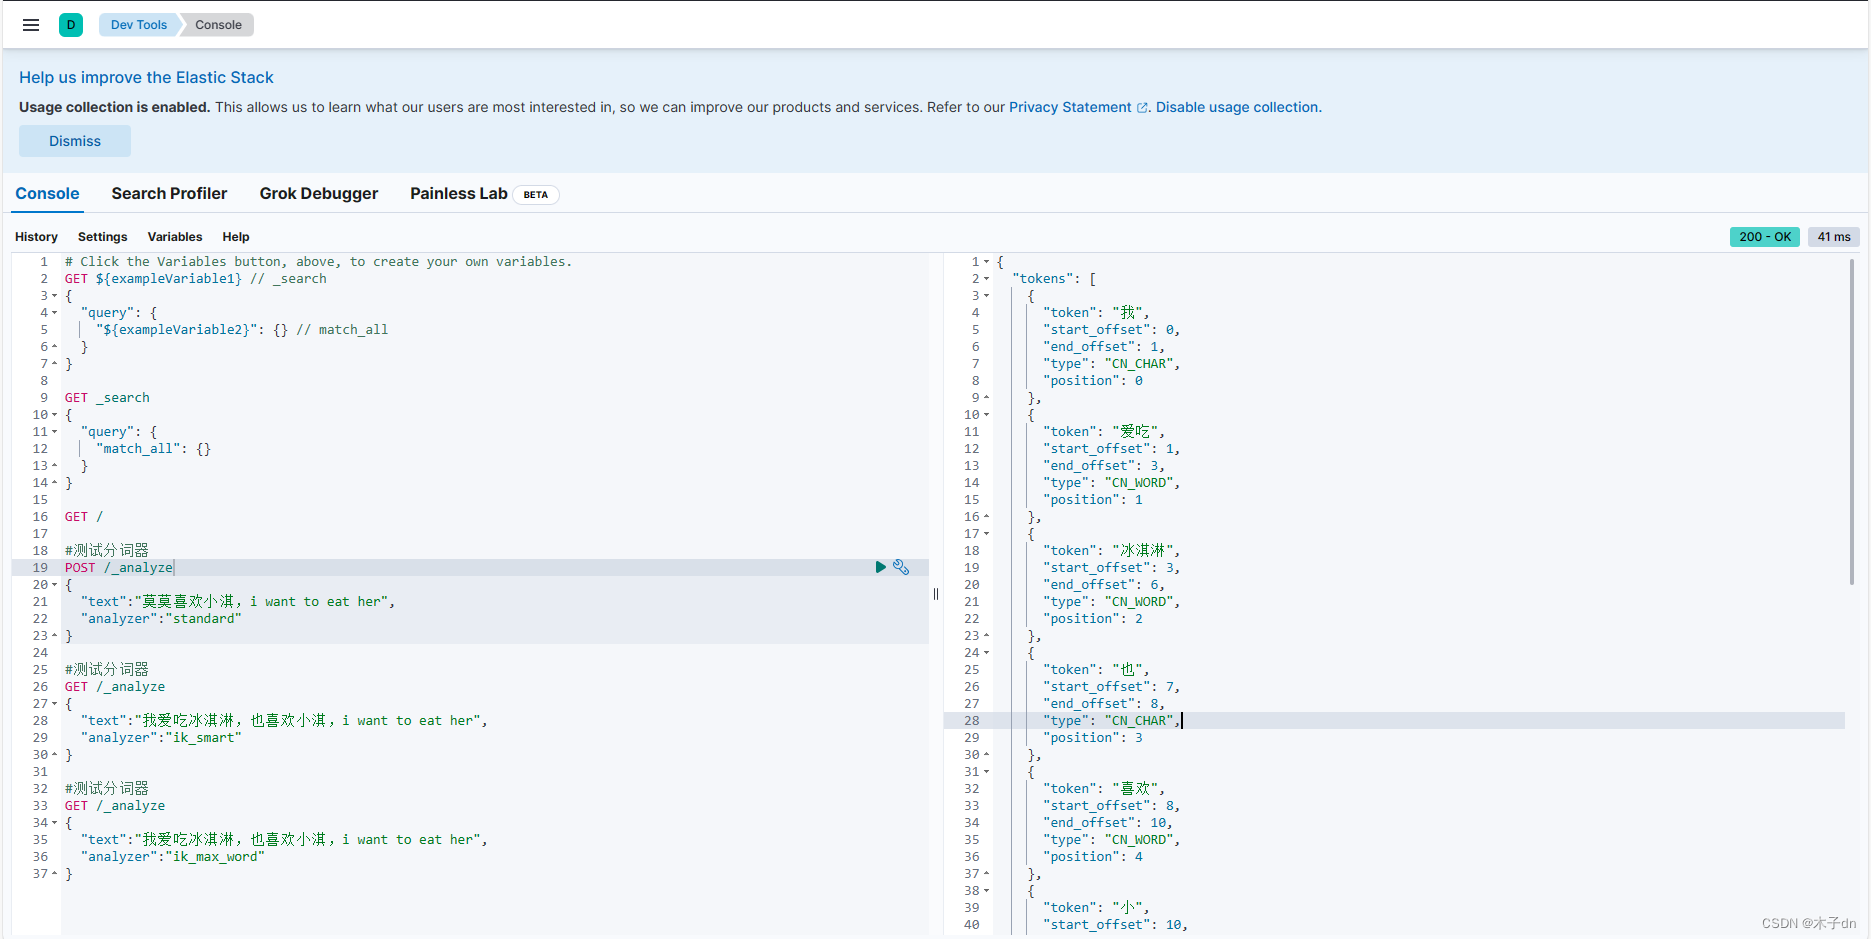 D
Dev Tools
Console
Help us improve the Elastic Stack
Usage collection is enabled. This allows us to learn what our users are most interested in, so we can improve our products and services. Refer to our Privacy Statement . Disable usage collection.
Dismiss
Console Search Profiler Grok Debugger Painless Lab BETA
History Settings Variables Help
200 - OK 41 ms
1 # Click the Variables button, above, to create your own variables.
2 GET ${exampleVariable1} // _search
3 {
4 "query": {
5 "${exampleVariable2}": {} // match_all
6 }
7 }
8
9 GET _search
10 {
11 "query": {
12 "match_all": {}
13 }
14 }
15
16 GET /
17
18 #测试分词器
19 POST /_analyze
20 {
21 "text":"莫莫喜欢小淇，i want to eat her",
22 "analyzer":"standard"
23 }
24
25 #测试分词器
26 GET /_analyze
27 {
28 "text":"我爱吃冰淇淋，也喜欢小淇，i want to eat her",
29 "analyzer":"ik_smart"
30 }
31
32 #测试分词器
33 GET /_analyze
34 {
35 "text":"我爱吃冰淇淋，也喜欢小淇，i want to eat her",
36 "analyzer":"ik_max_word"
37 }
1 {
2 "tokens": [
3 {
4 "token": "我",
5 "start_offset": 0,
6 "end_offset": 1,
7 "type": "CN_CHAR",
8 "position": 0
9 },
10 {
11 "token": "爱吃",
12 "start_offset": 1,
13 "end_offset": 3,
14 "type": "CN_WORD",
15 "position": 1
16 },
17 {
18 "token": "冰淇淋",
19 "start_offset": 3,
20 "end_offset": 6,
21 "type": "CN_WORD",
22 "position": 2
23 },
24 {
25 "token": "也",
26 "start_offset": 7,
27 "end_offset": 8,
28 "type": "CN_CHAR",
29 "position": 3
30 },
31 {
32 "token": "喜欢",
33 "start_offset": 8,
34 "end_offset": 10,
35 "type": "CN_WORD",
36 "position": 4
37 },
38 {
39 "token": "小",
40 "start_offset": 10,
CSDN @木子dn